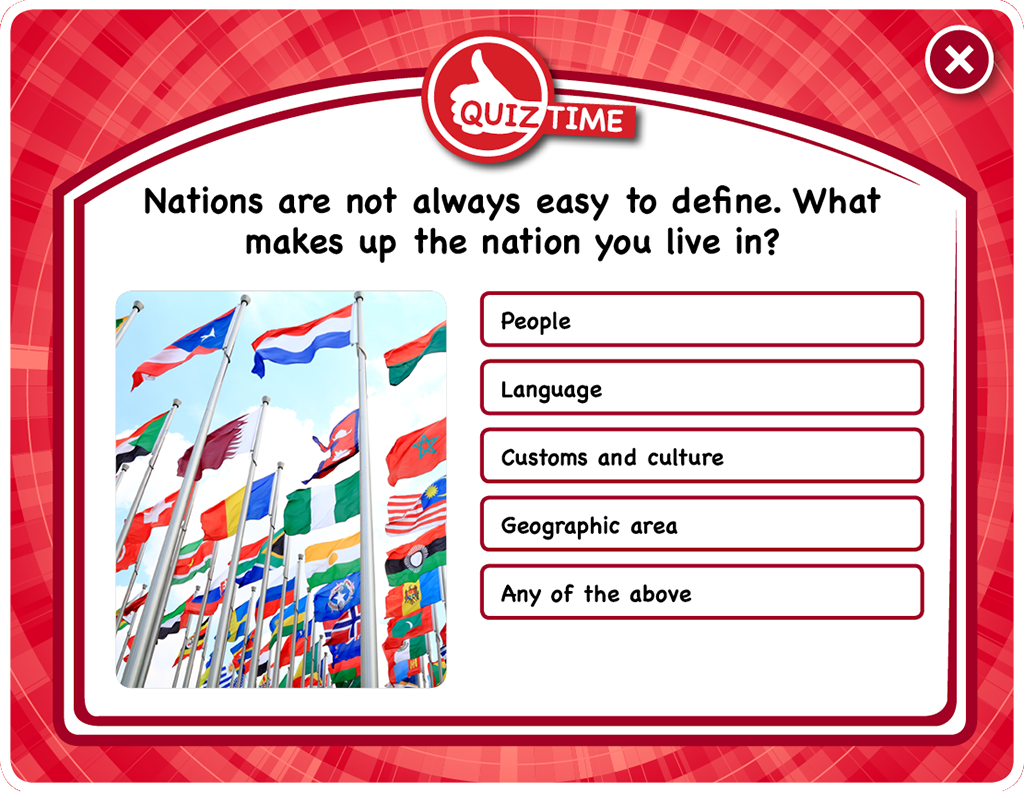 QUIZ TIME
Nations are not always easy to define. What
makes up the nation you live in?
People
Language
Customs and culture
Geographic area
Any of the above